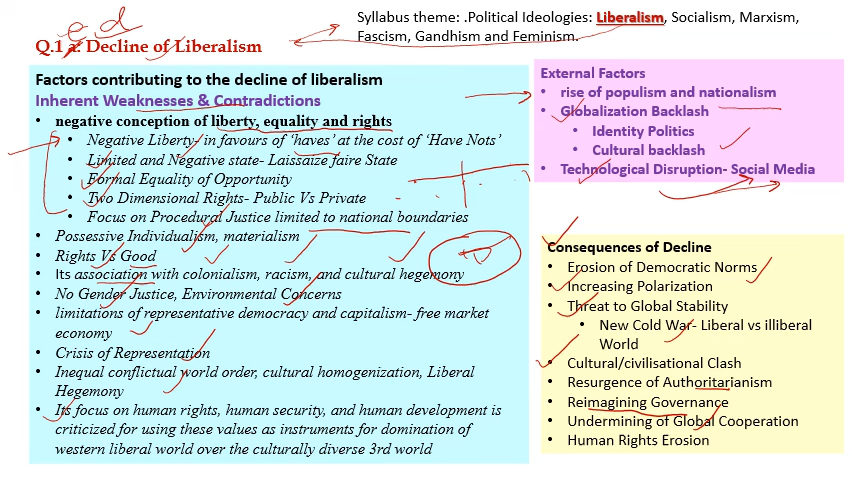 Syllabus theme: .Political Ideologies: Liberalism, Socialism, Marxism,
Fascism, Gandhism and Feminism.
e d
Q.1 a: Decline of Liberalism
Factors contributing to the decline of liberalism
Inherent Weaknesses & Contradictions
• negative conception of liberty, equality and rights
• Negative Liberty- in favours of ‘haves’ at the cost of ‘Have Nots’
• Limited and Negative state- Laissaize faire State
• Formal Equality of Opportunity
• Two Dimensional Rights- Public Vs Private
• Focus on Procedural Justice limited to national boundaries
• Possessive Individualism, materialism
• Rights Vs Good
• Its association with colonialism, racism, and cultural hegemony
• No Gender Justice, Environmental Concerns
• limitations of representative democracy and capitalism- free market
economy
• Crisis of Representation
• Inequal conflictual world order, cultural homogenization, Liberal
Hegemony
• Its focus on human rights, human security, and human development is
criticized for using these values as instruments for domination of
western liberal world over the culturally diverse 3rd world
External Factors
• rise of populism and nationalism
• Globalization Backlash
• Identity Politics
• Cultural backlash
• Technological Disruption- Social Media
Consequences of Decline
• Erosion of Democratic Norms
• Increasing Polarization
• Threat to Global Stability
• New Cold War- Liberal vs illiberal
World
• Cultural/civilisational Clash
• Resurgence of Authoritarianism
• Reimagining Governance
• Undermining of Global Cooperation
• Human Rights Erosion